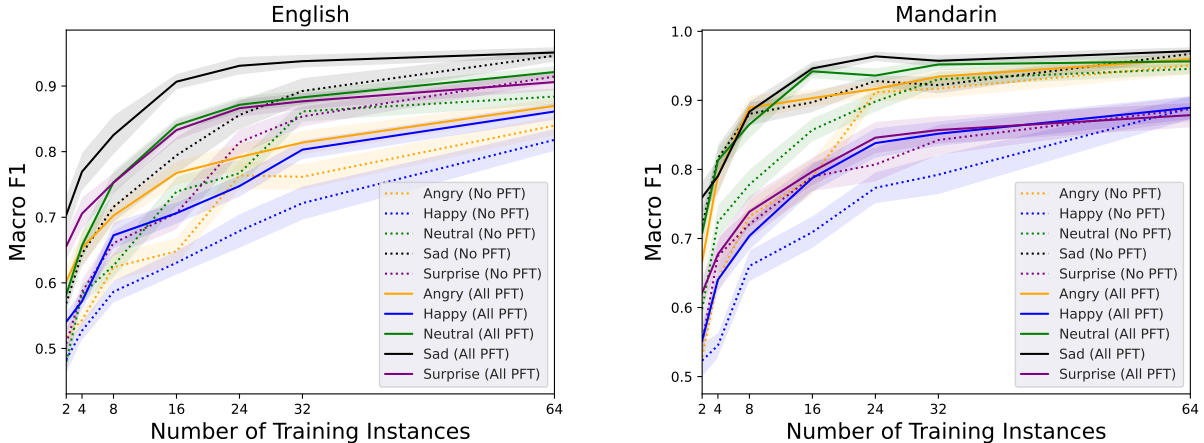 English
Macro F1
0.9
0.8
0.7
0.6
0.5
2 4 8 16 24 32 64
Number of Training Instances
Angry (No PFT)
Happy (No PFT)
Neutral (No PFT)
Sad (No PFT)
Surprise (No PFT)
Angry (All PFT)
Happy (All PFT)
Neutral (All PFT)
Sad (All PFT)
Surprise (All PFT)
Mandarin
Macro F1
1.0
0.9
0.8
0.7
0.6
0.5
2 4 8 16 24 32 64
Number of Training Instances
Angry (No PFT)
Happy (No PFT)
Neutral (No PFT)
Sad (No PFT)
Surprise (No PFT)
Angry (All PFT)
Happy (All PFT)
Neutral (All PFT)
Sad (All PFT)
Surprise (All PFT)